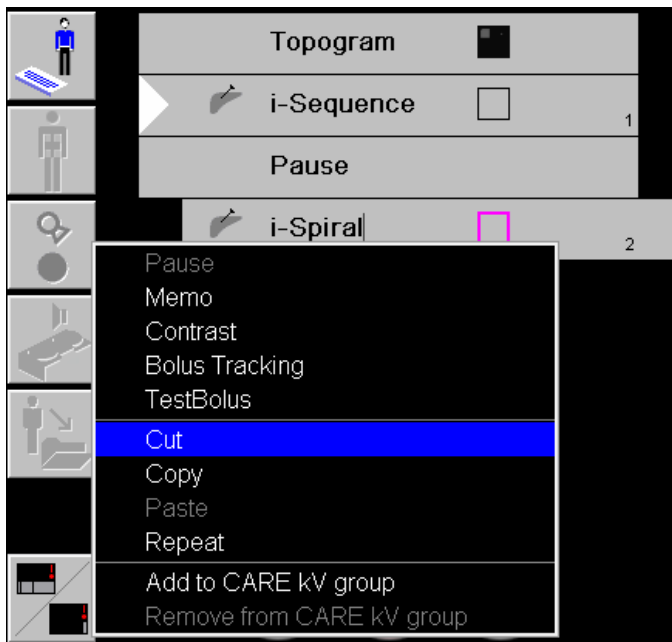 Topogram
i-Sequence
1
Pause
i-Spiral
2
Pause
Memo
Contrast
Bolus Tracking
TestBolus
Cut
Copy
Paste
Repeat
Add to CARE kV group
Remove from CARE kV group